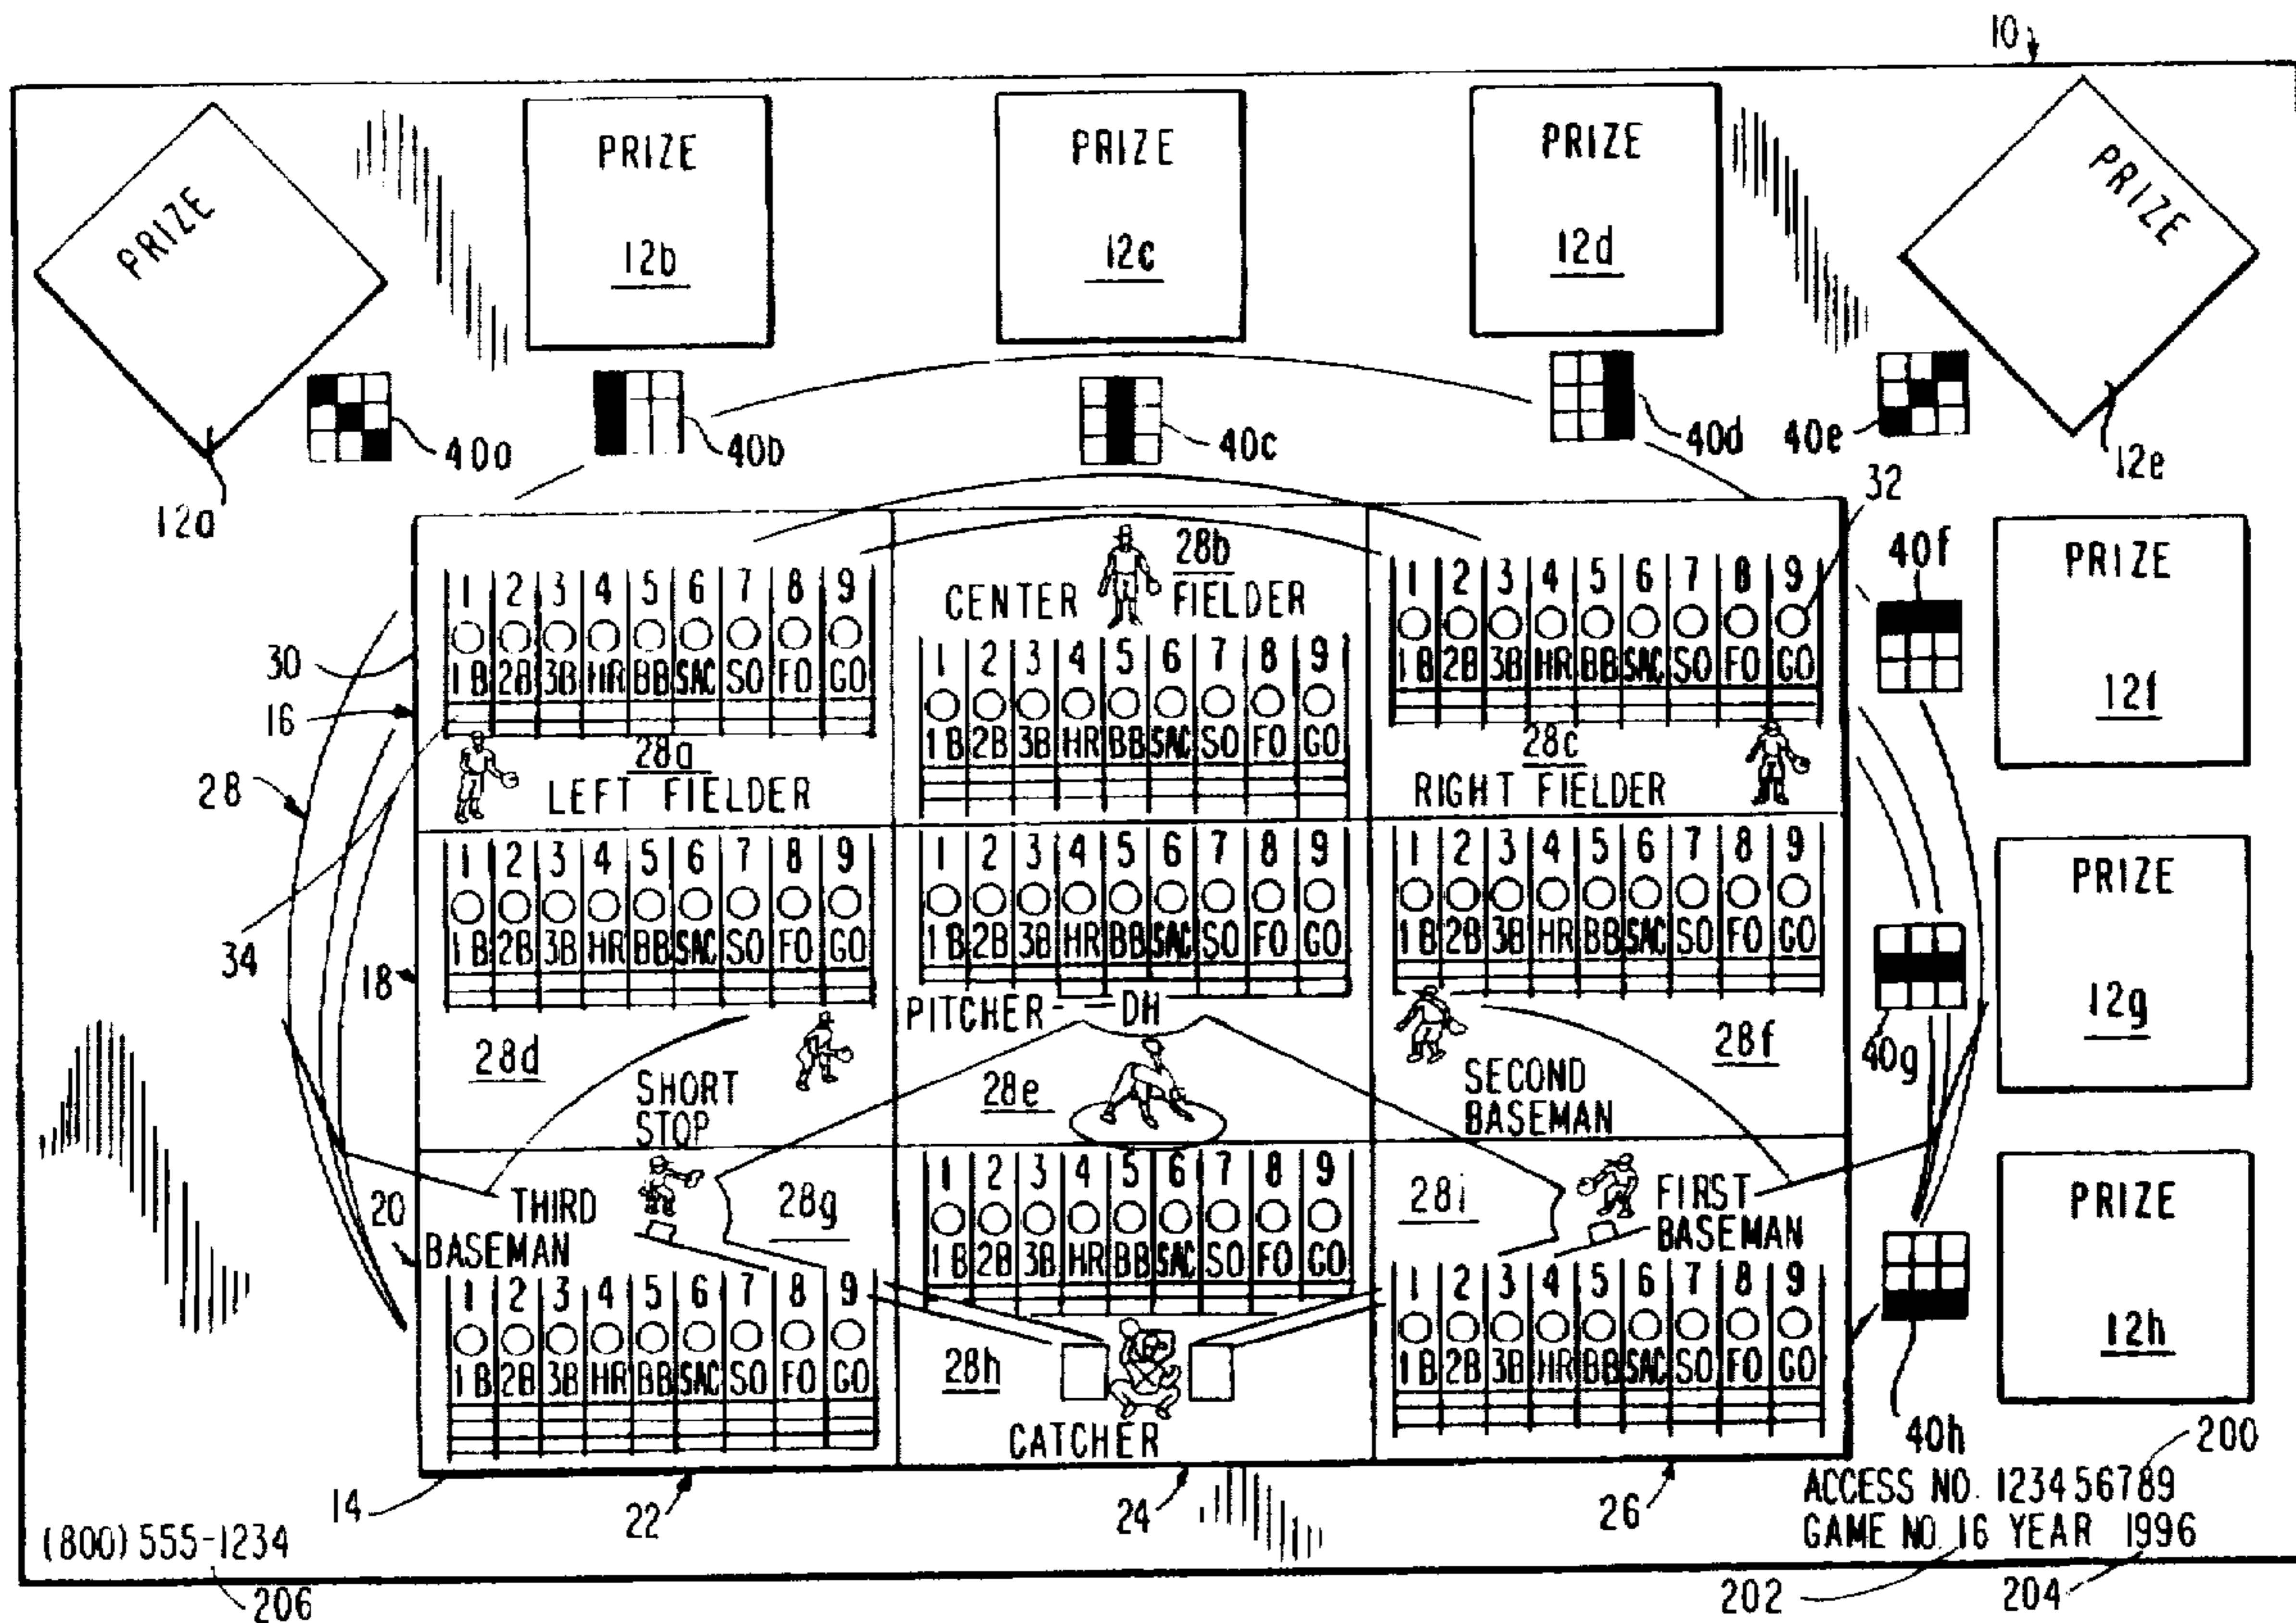 10
PRIZE
PRIZE
12b
PRIZE
12c
PRIZE
12d
PRIZE
12a
40a
40b
40c
40d
40e
12e
32
30
16
28
34
18
20
1 2 3 4 5 6 7 8 9
1B 2B 3B HR BB SAC SO FO GO
28a
LEFT FIELDER
28b
CENTER FIELDER
1 2 3 4 5 6 7 8 9
1B 2B 3B HR BB SAC SO FO GO
1 2 3 4 5 6 7 8 9
1B 2B 3B HR BB SAC SO FO GO
28c
RIGHT FIELDER
40f
PRIZE
12f
1 2 3 4 5 6 7 8 9
1B 2B 3B HR BB SAC SO FO GO
28d
SHORT
STOP
1 2 3 4 5 6 7 8 9
1B 2B 3B HR BB SAC SO FO GO
PITCHER--DH
28e
1 2 3 4 5 6 7 8 9
1B 2B 3B HR BB SAC SO FO GO
28f
SECOND
BASEMAN
40g
PRIZE
12g
THIRD
BASEMAN
28g
1 2 3 4 5 6 7 8 9
1B 2B 3B HR BB SAC SO FO GO
1 2 3 4 5 6 7 8 9
1B 2B 3B HR BB SAC SO FO GO
28h
CATCHER
28i
FIRST
BASEMAN
1 2 3 4 5 6 7 8 9
1B 2B 3B HR BB SAC SO FO GO
40h
PRIZE
12h
14
22
24
26
200
ACCESS NO. 123456789
(800) 555-1234
GAME NO. 16 YEAR 1996
206
202
204